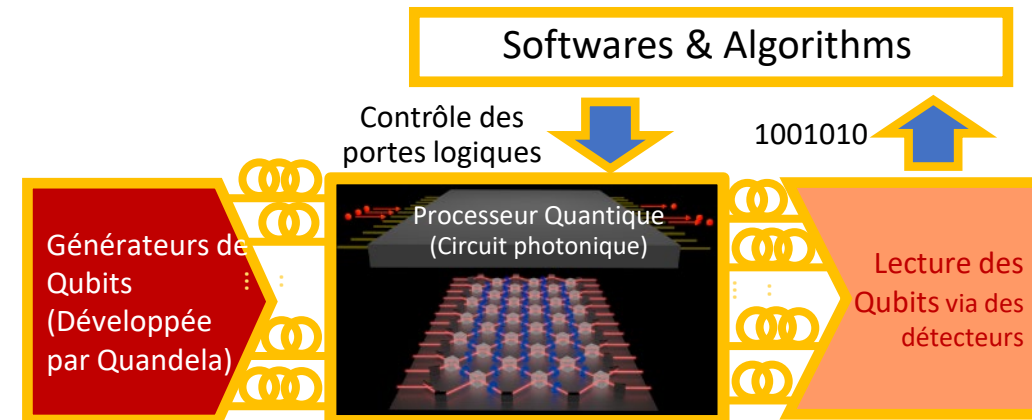 Softwares & Algorithms
Contrôle des
portes logiques
1001010
Processeur Quantique
(Circuit photonique)
Générateurs de
Qubits
(Développée
par Quandela)
Lecture des
Qubits via des
détecteurs